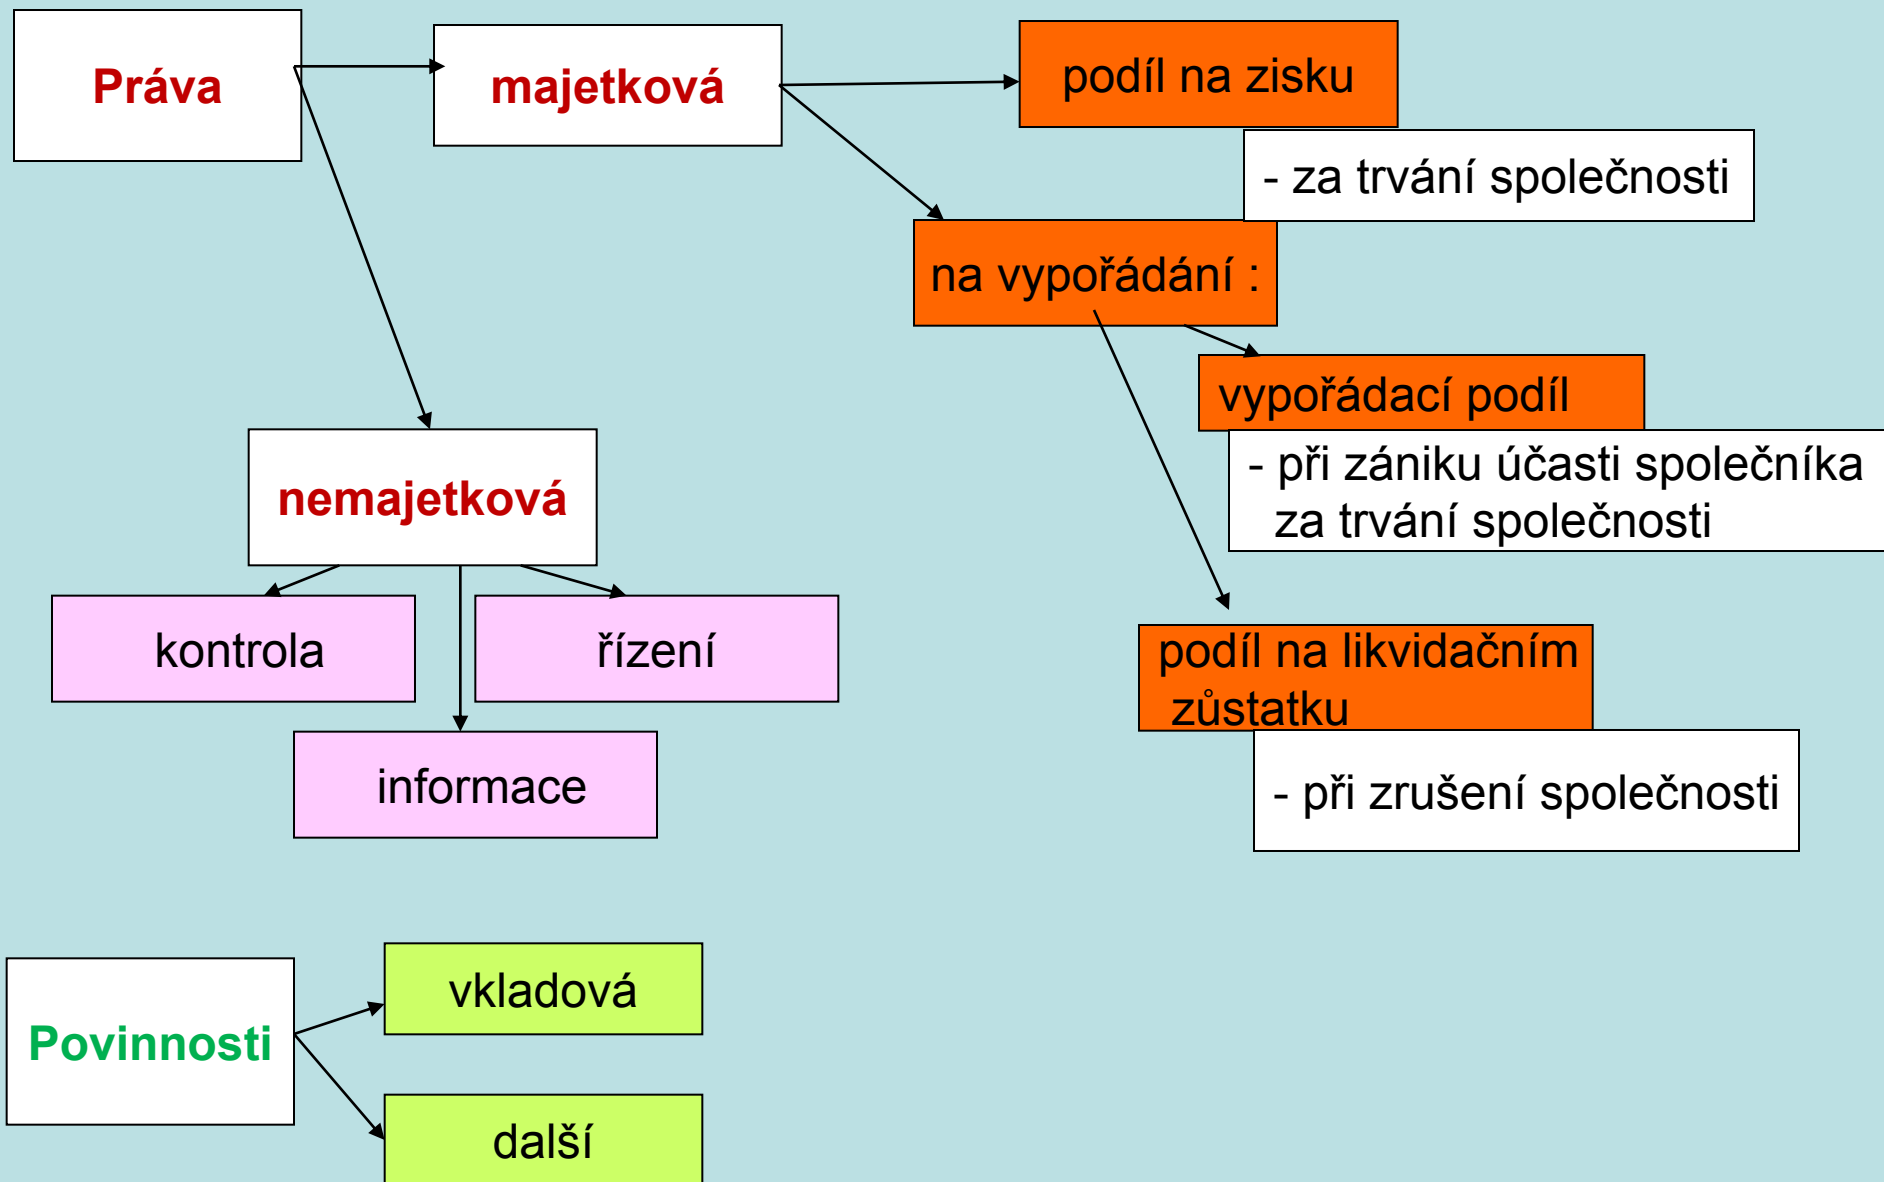 Práva
majetková
podíl na zisku
- za trvání společnosti
na vypořádání :
vypořádací podíl
- při zániku účasti společníka
za trvání společnosti
nemajetková
kontrola
řízení
informace
podíl na likvidačním
zůstatku
- při zrušení společnosti
Povinnosti
vkladová
další